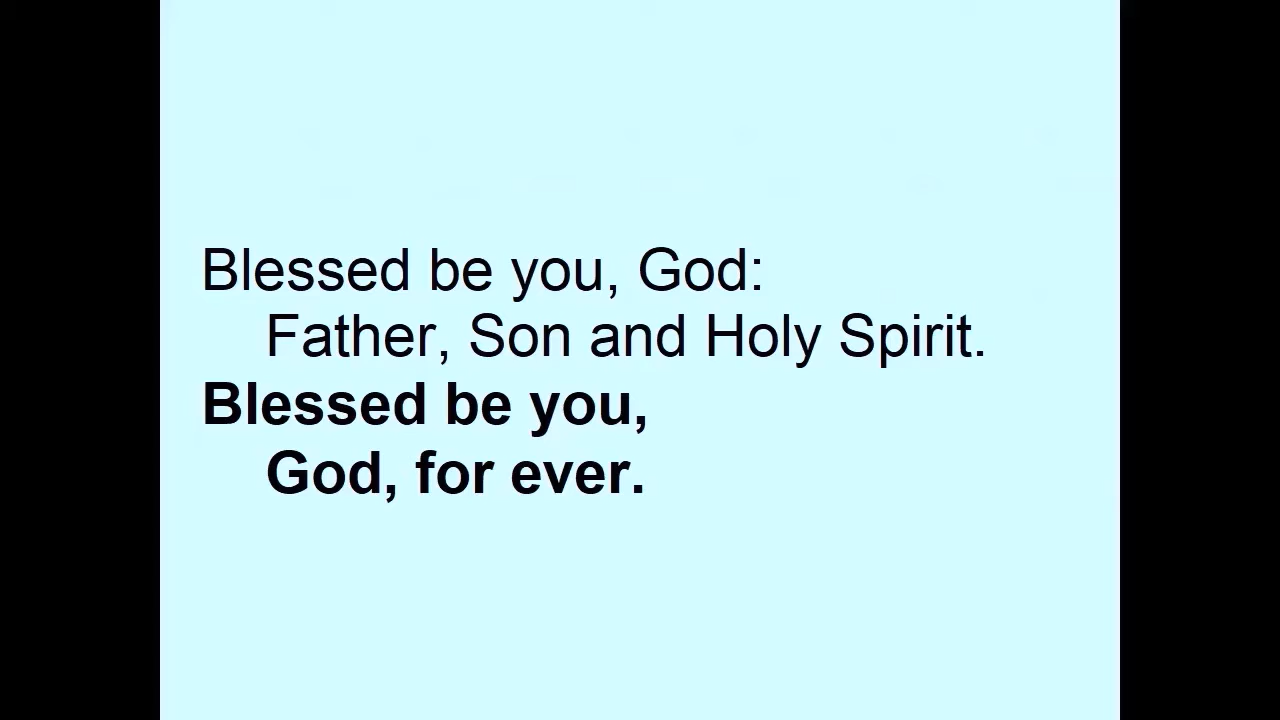 Blessed be you, God:
Father, Son and Holy Spirit.
Blessed be you,
God, for ever.